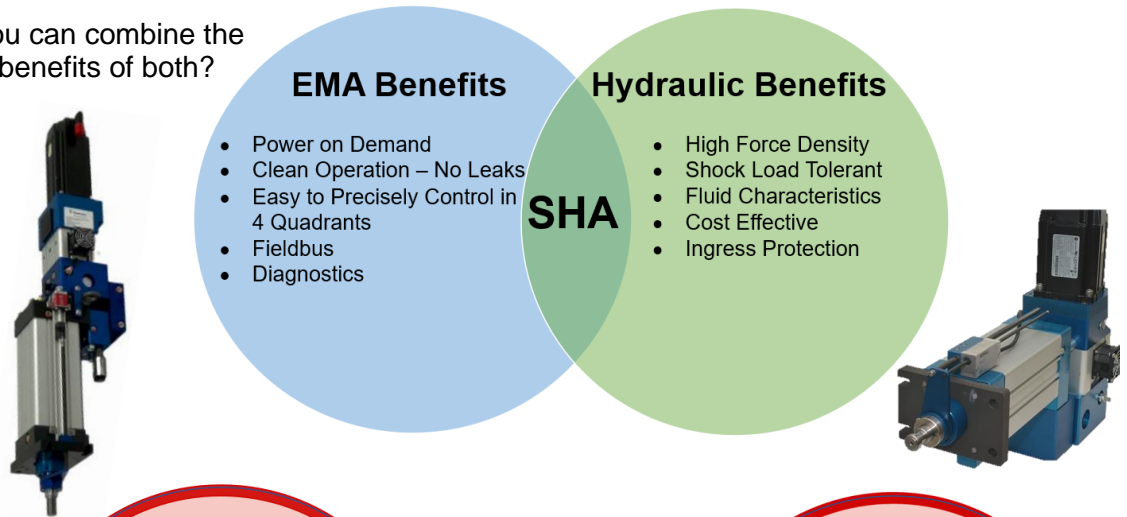 ou can combine the
benefits of both?
EMA Benefits
• Power on Demand
• Clean Operation – No Leaks
• Easy to Precisely Control in
4 Quadrants
• Fieldbus
• Diagnostics
SHA
Hydraulic Benefits
• High Force Density
• Shock Load Tolerant
• Fluid Characteristics
• Cost Effective
• Ingress Protection